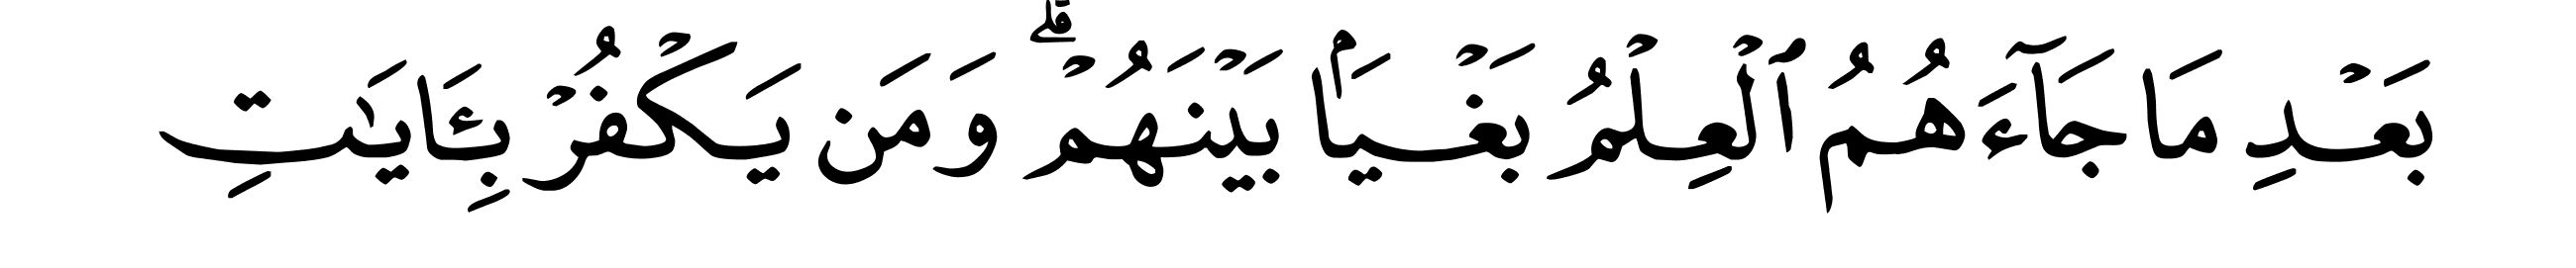 بَعۡدِ مَا جَآءَهُمُ ٱلۡعِلۡمُ بَغۡيَۢا بَيۡنَهُمۡۗ وَمَن يَكۡفُرۡ بِـَٔايَٰتِ